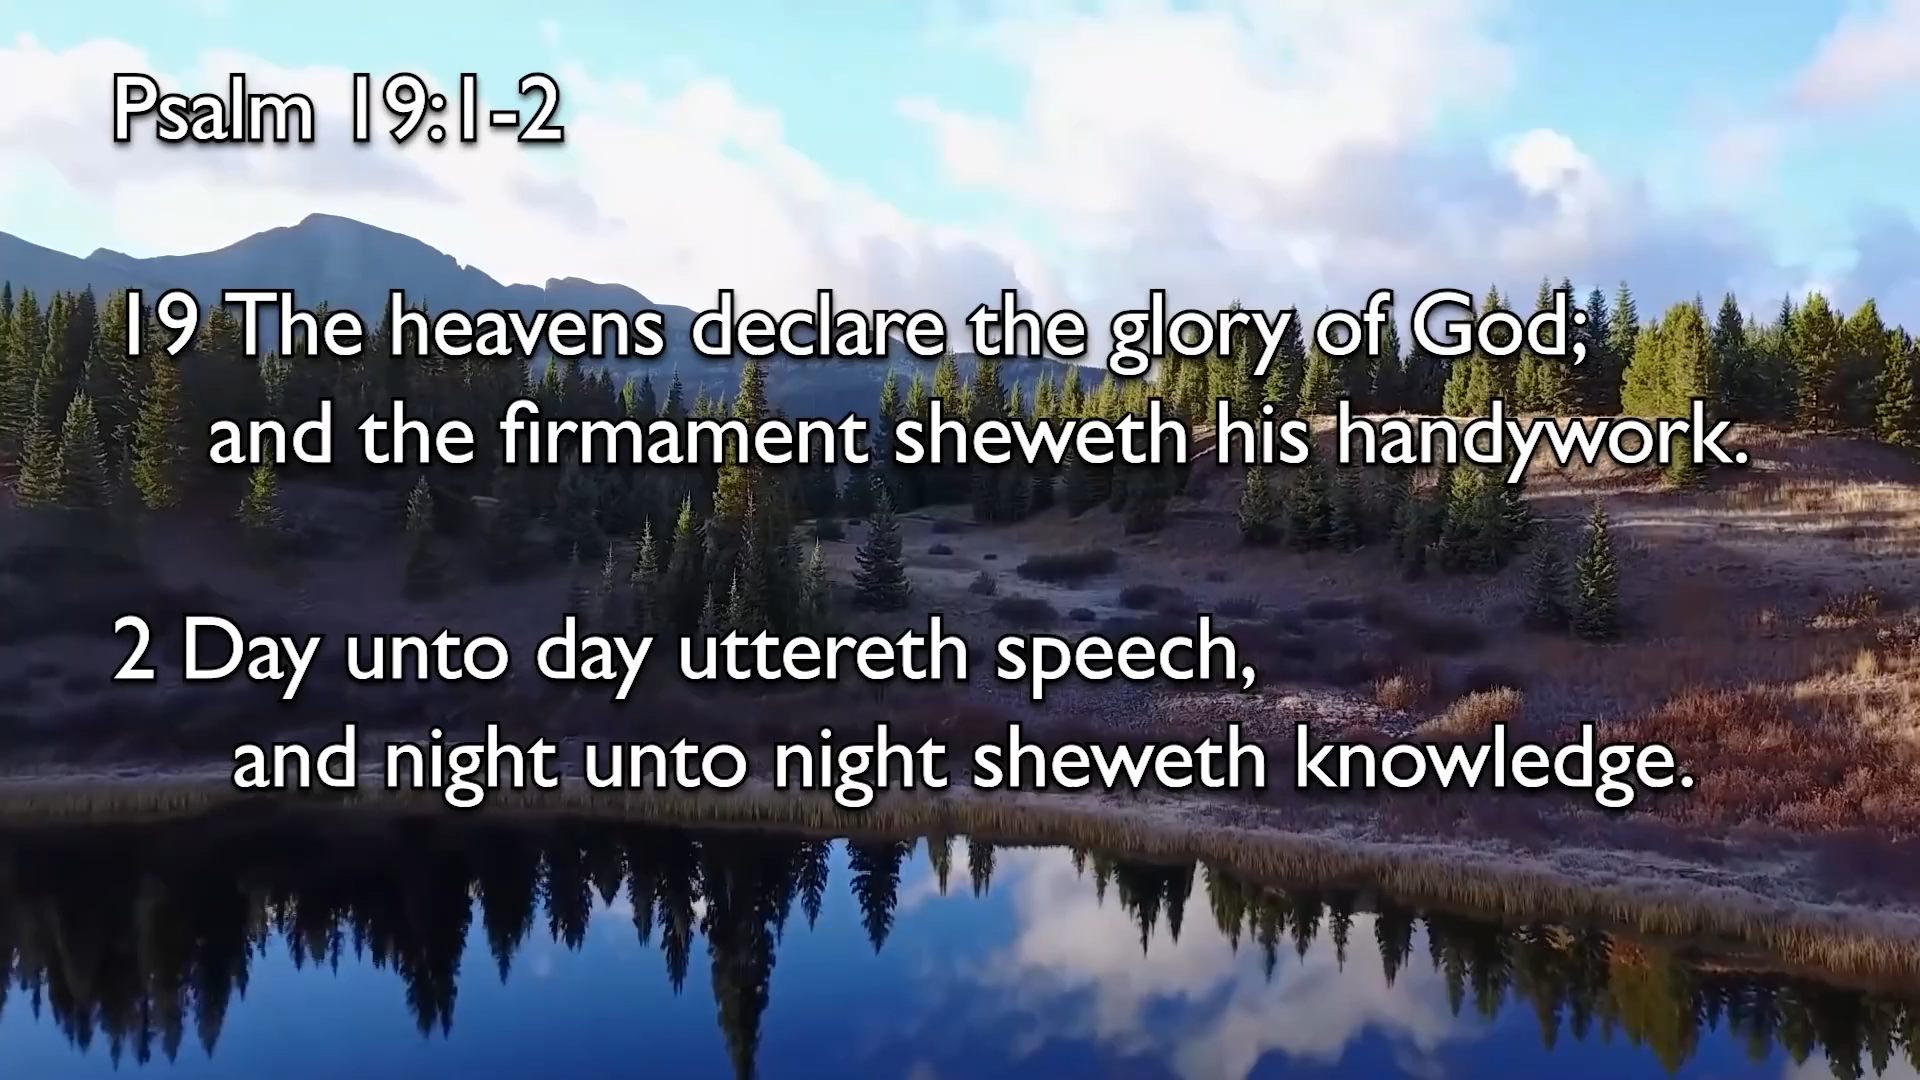 Psalm 19:1-2
19 The heavens declare the glory of God;
and the firmament sheweth his handywork.
2 Day unto day uttereth speech,
and night unto night sheweth knowledge.